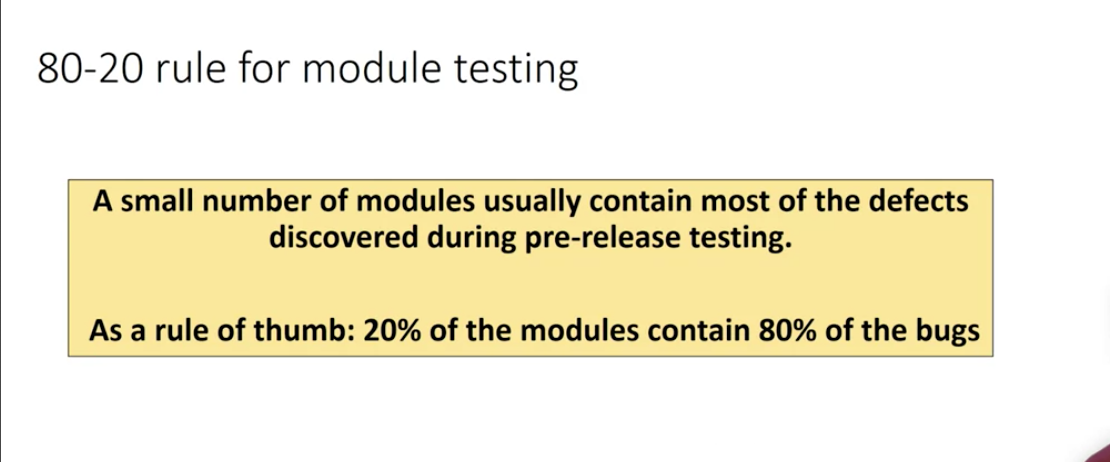 80-20 rule for module testing
A small number of modules usually contain most of the defects
discovered during pre-release testing.
As a rule of thumb: 20% of the modules contain 80% of the bugs